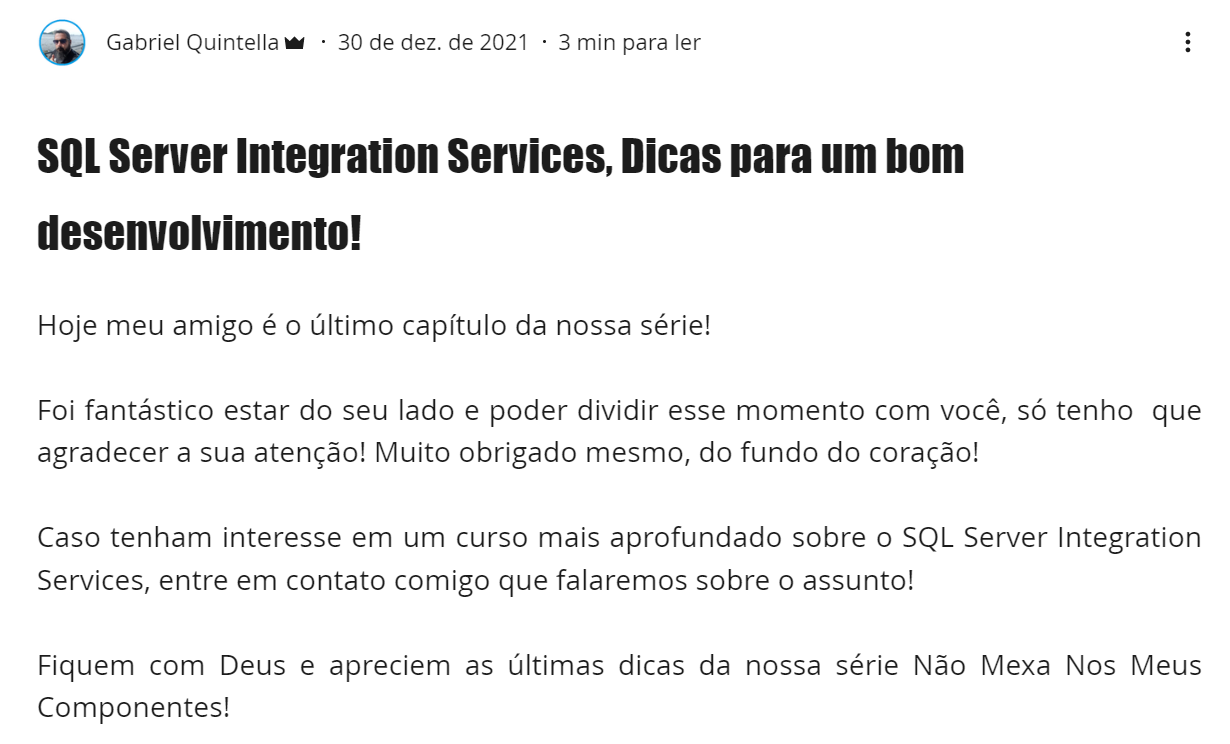 Gabriel Quintella · 30 de dez. de 2021 · 3 min para ler
SQL Server Integration Services, Dicas para um bom
desenvolvimento!
Hoje meu amigo é o último capítulo da nossa série!
Foi fantástico estar do seu lado e poder dividir esse momento com você, só tenho  que
agradecer a sua atenção! Muito obrigado mesmo, do fundo do coração!
Caso tenham interesse em um curso mais aprofundado sobre o SQL Server Integration
Services, entre em contato comigo que falaremos sobre o assunto!
Fiquem com Deus e apreciem as últimas dicas da nossa série Não Mexa Nos Meus
Componentes!